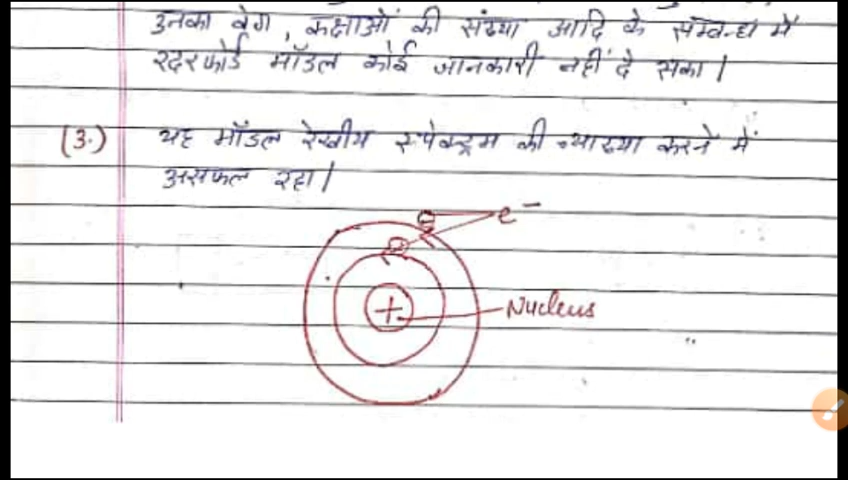 उनका वेग, कक्षाओं की संख्या आदि के सम्बन्ध में
रदरफोर्ड मॉडल कोई जानकारी नहीं दे सका।
(3.) यह मॉडल रेखीय स्पेक्ट्रम की व्याख्या करने में
असफल रहा।
e⁻
+
Nucleus